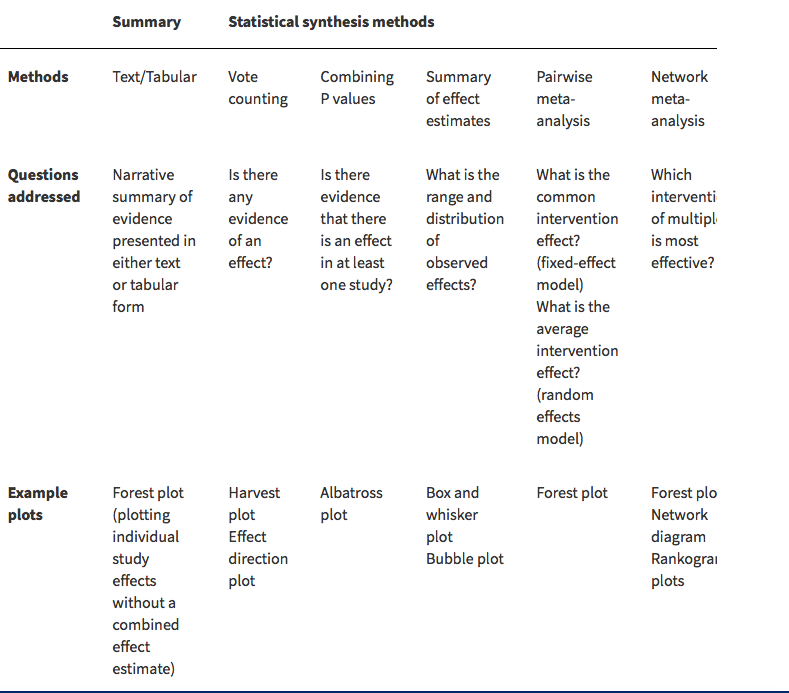 Summary
Statistical synthesis methods
Methods
Text/Tabular
Vote
counting
Combining
P values
Summary
of effect
estimates
Pairwise
meta-
analysis
Network
meta-
analysis
Questions
addressed
Narrative
summary of
evidence
presented in
either text
or tabular
form
Is there
any
evidence
of an
effect?
Is there
evidence
that there
is an effect
in at least
one study?
What is the
range and
distribution
of
observed
effects?
What is the
common
intervention
effect?
(fixed-effect
model)
What is the
average
intervention
effect?
(random
effects
model)
Which
interventi
of multipl
is most
effective?
Example
plots
Forest plot
(plotting
individual
study
effects
without a
combined
effect
estimate)
Harvest
plot
Effect
direction
plot
Albatross
plot
Box and
whisker
plot
Bubble plot
Forest plot
Forest plo
Network
diagram
Rankogra
plots